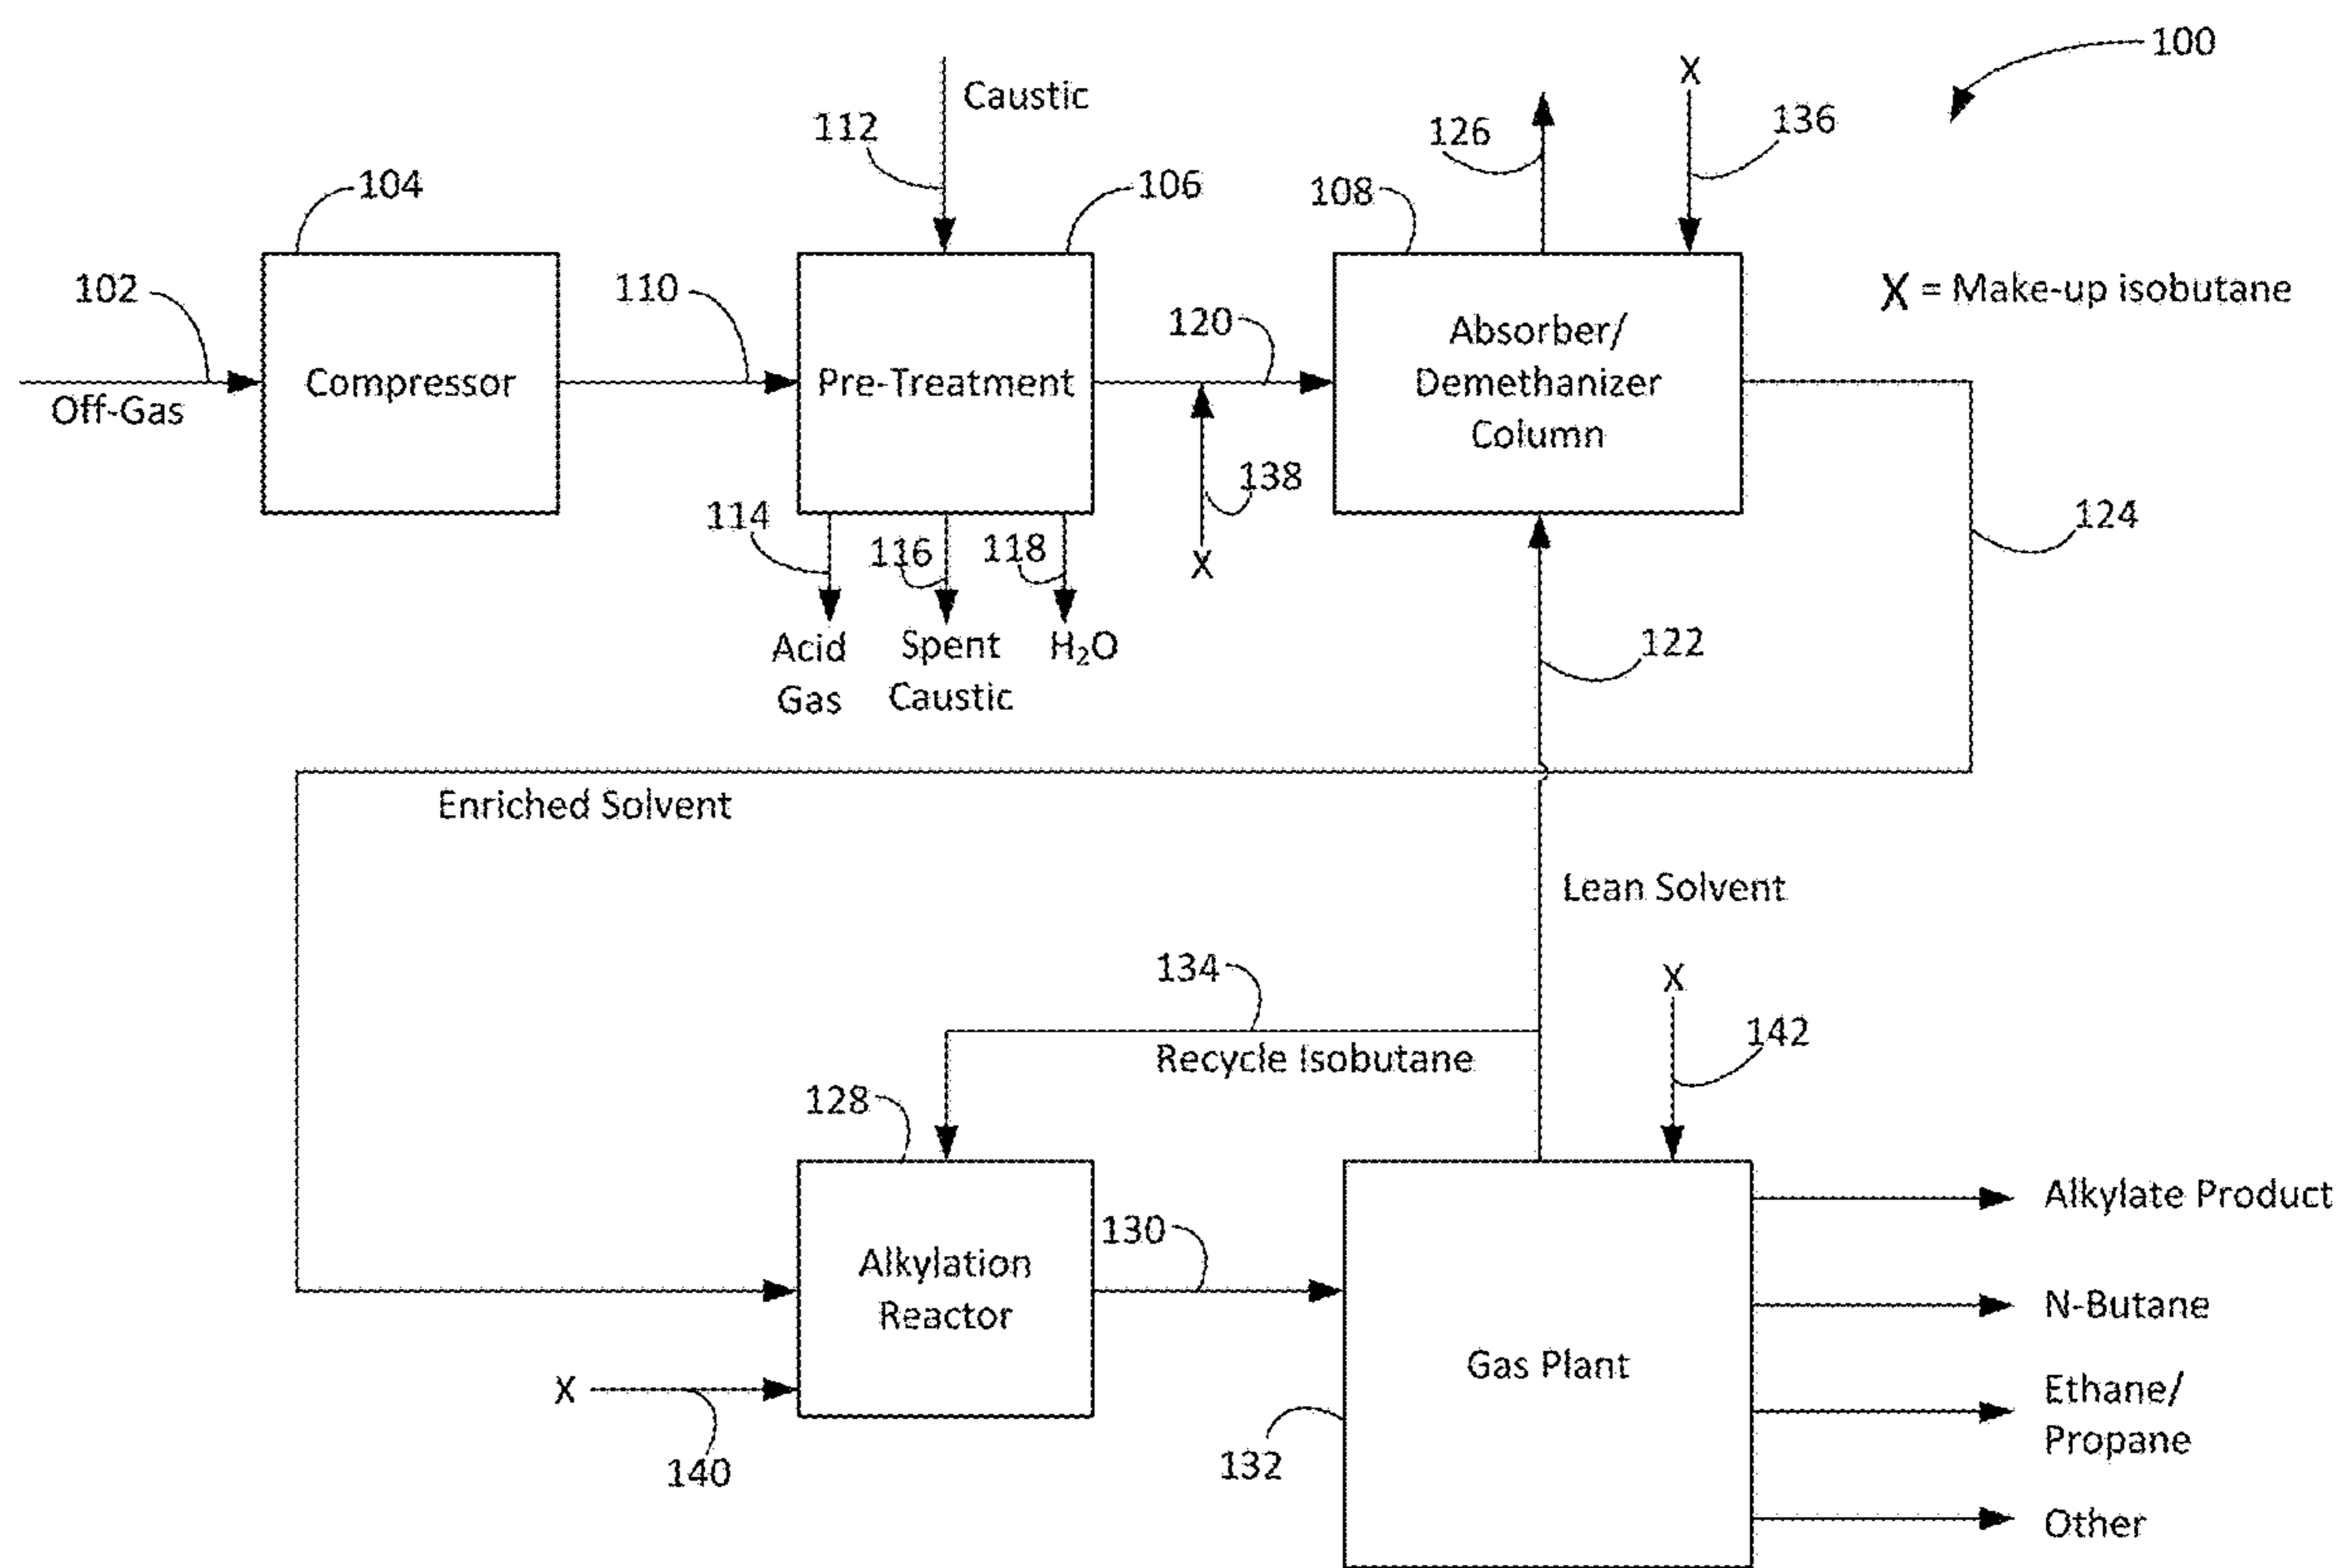 100
X
Caustic
112
126
136
104
106
108
102
110
120
X = Make-up isobutane
Off-Gas
Compressor
Pre-Treatment
Absorber/
Demethanizer
Column
138
X
114
116
118
124
Acid
Gas
Spent
Caustic
H₂O
122
Enriched Solvent
Lean Solvent
134
Recycle Isobutane
X
142
128
130
Alkylation
Reactor
X
140
Gas Plant
132
Alkylate Product
N-Butane
Ethane/
Propane
Other